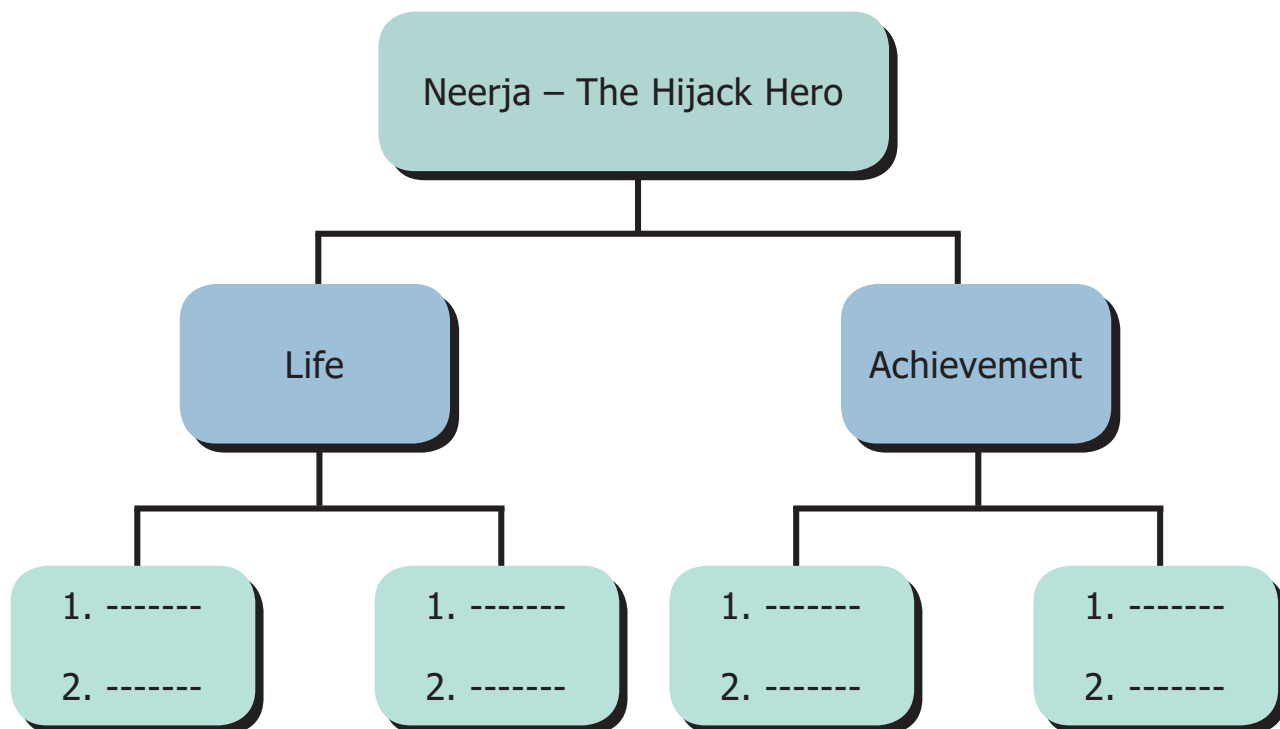 Neerja – The Hijack Hero
Life
Achievement
1. -------
2. -------
1. -------
2. -------
1. -------
2. -------
1. -------
2. -------